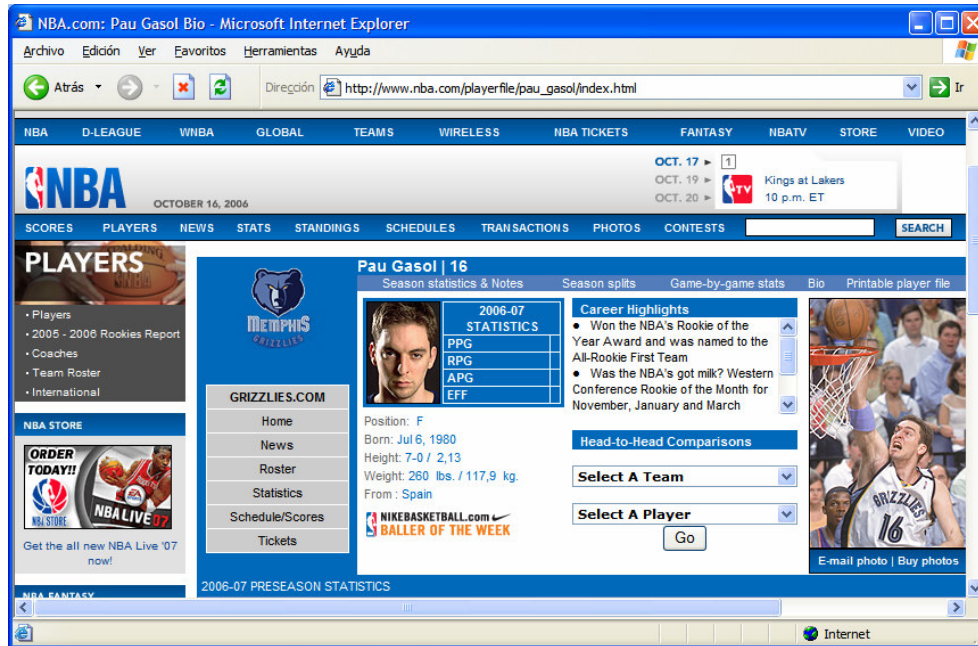 NBA.com: Pau Gasol Bio - Microsoft Internet Explorer
Archivo Edición Ver Favoritos Herramientas Ayuda
Atrás Dirección http://www.nba.com/playerfile/pau_gasol/index.html Ir
NBA D-LEAGUE WNBA GLOBAL TEAMS WIRELESS NBA TICKETS FANTASY NBATV STORE VIDEO
NBA
OCTOBER 16, 2006
OCT. 17 ► 1
OCT. 19 ►
OCT. 20 ►
TV
Kings at Lakers
10 p.m. ET
SCORES PLAYERS NEWS STATS STANDINGS SCHEDULES TRANSACTIONS PHOTOS CONTESTS SEARCH
PLAYERS
SPALDING
• Players
• 2005 - 2006 Rookies Report
• Coaches
• Team Roster
• International
NBA STORE
ORDER
TODAY!!
NBA STORE
EA
NBA LIVE 07
Get the all new NBA Live '07
now!
NBA FANTASY
MEMPHIS
GRIZZLIES
GRIZZLIES.COM
Home
News
Roster
Statistics
Schedule/Scores
Tickets
Pau Gasol | 16
Season statistics & Notes Season splits Game-by-game stats Bio Printable player file
2006-07
STATISTICS
PPG
RPG
APG
EFF
Position: F
Born: Jul 6, 1980
Height: 7-0 / 2,13
Weight: 260 lbs. / 117,9 kg.
From : Spain
NIKEBASKETBALL.com
BALLER OF THE WEEK
Career Highlights
• Won the NBA's Rookie of the
Year Award and was named to the
All-Rookie First Team
• Was the NBA's got milk? Western
Conference Rookie of the Month for
November, January and March
Head-to-Head Comparisons
Select A Team
Select A Player
Go
GRIZZLIES
16
E-mail photo | Buy photos
2006-07 PRESEASON STATISTICS
Internet